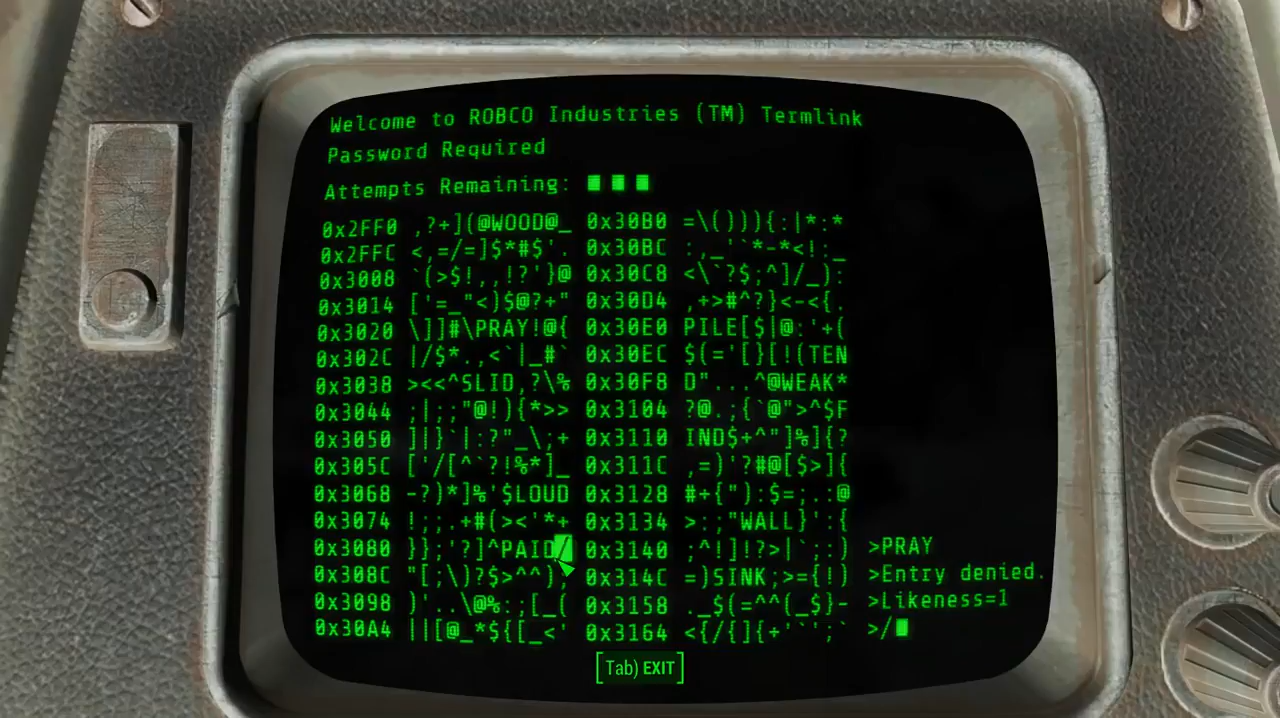 Welcome to ROBCO Industries (TM) Termlink
Password Required
Attempts Remaining: ■ ■ ■
0x2FF0 ,?+](@WOOD@_ 0x30B0 =\())){:|*:*
0x2FFC <,=/=]$*#$'. 0x30BC :,_'`*-*<!:_
0x3008 `(>$!,,!?'}@ 0x30C8 <\`?$;^]/_):
0x3014 ['=_"<)$@?+" 0x30D4 ,+>#^?}<-<{,
0x3020 \]]#\PRAY!@{ 0x30E0 PILE[$|@:'+(
0x302C |/$*.,<`|_#` 0x30EC $(='[}[!(TEN
0x3038 ><<^SLID,?\% 0x30F8 D"...^@WEAK*
0x3044 ;|;;"@!){*>> 0x3104 ?@.;{`@">^$F
0x3050 ]|}`|:?"_\;+ 0x3110 IND$+^"]%]{?
0x305C ['/[^`?!%*]_ 0x311C ,=)'?#@[$>]{
0x3068 -?)*]%'$LOUD 0x3128 #+{"):$=;.:@
0x3074 !;;.+#(><'*+ 0x3134 >:;"WALL}':{
0x3080 }};'?]^PAID/ 0x3140 ;^!]!?>|`;:) >PRAY
0x308C "[;\)?$>^^), 0x314C =)SINK;>={!) >Entry denied.
0x3098 )'..\@%:;[_( 0x3158 ._$(=^^(_$}- >Likeness=1
0x30A4 ||[@_*${[_<' 0x3164 <{/{]{+'``;` >/■
[Tab) EXIT]